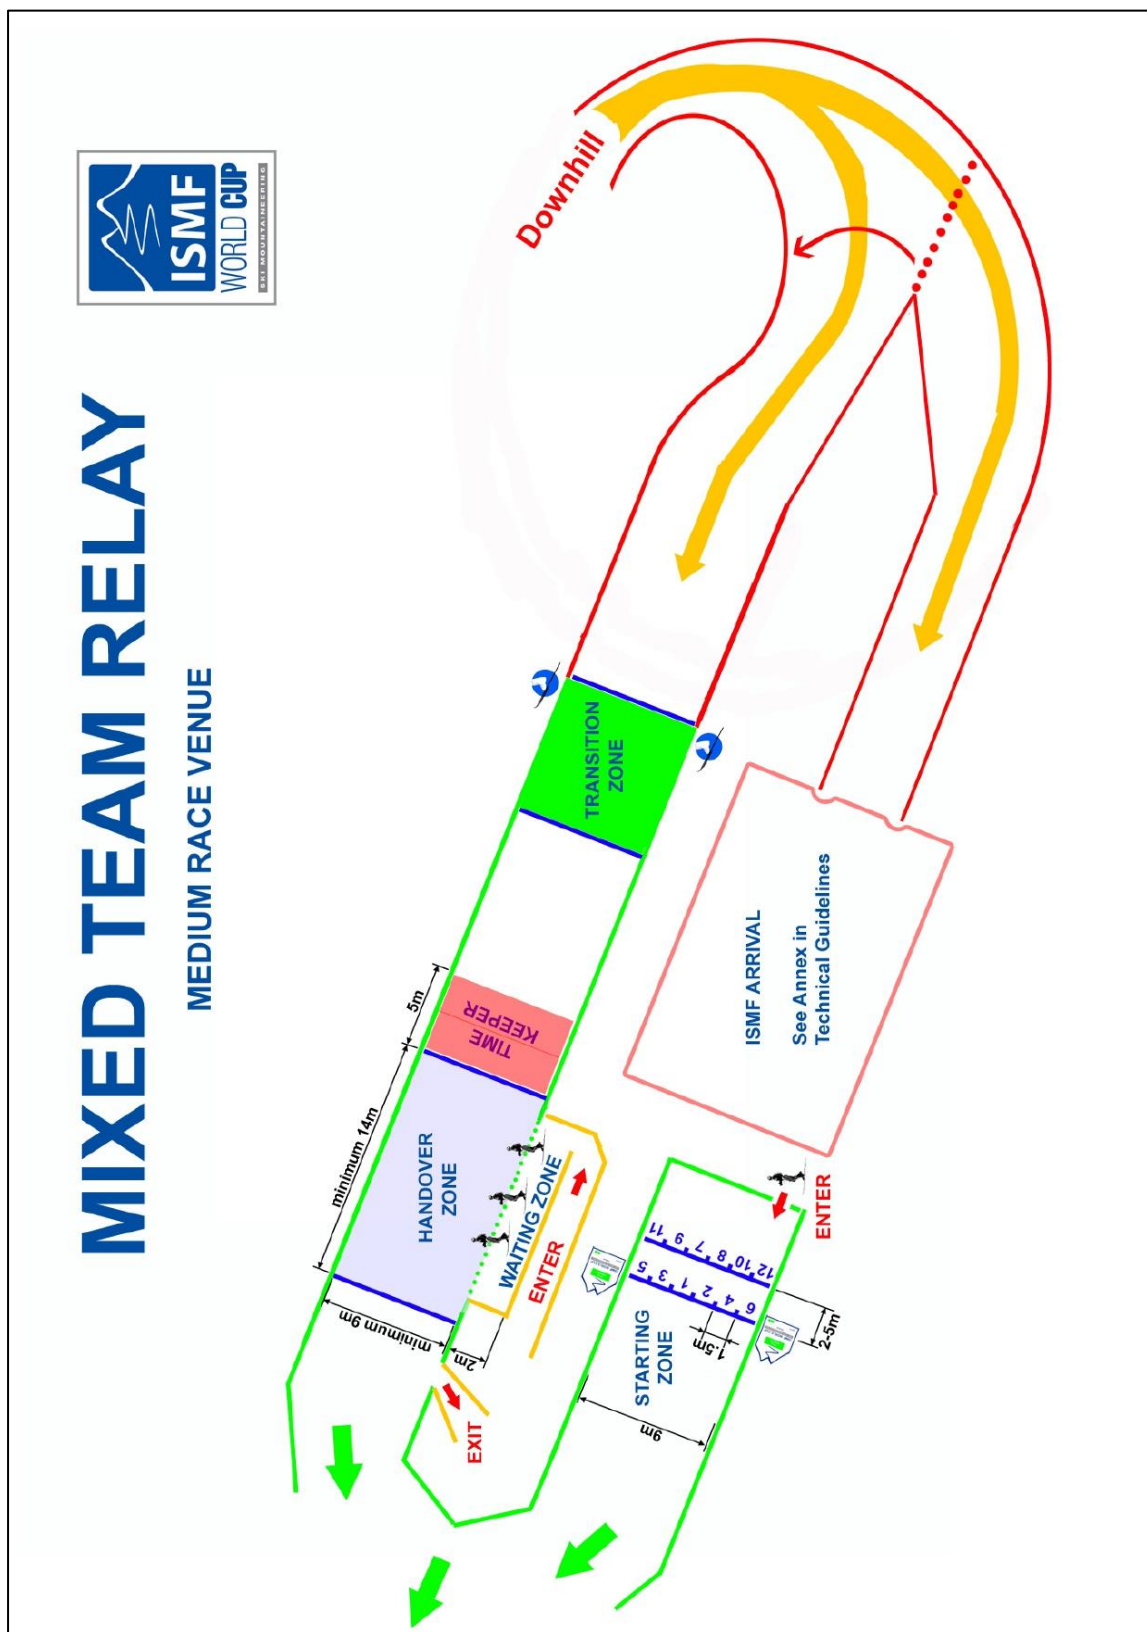 MIXED TEAM RELAY
MEDIUM RACE VENUE
ISMF
WORLD CUP
SKI MOUNTAINEERING
Downhill
TRANSITION
ZONE
5m
TIME
KEEPER
minimum 14m
HANDOVER
ZONE
minimum 9m
2m
WAITING ZONE
ENTER
EXIT
ISMF ARRIVAL
See Annex in
Technical Guidelines
ENTER
11 9 7 8 10 12
5 3 1 2 4 6
STARTING
ZONE
1.5m
2-5m
9m